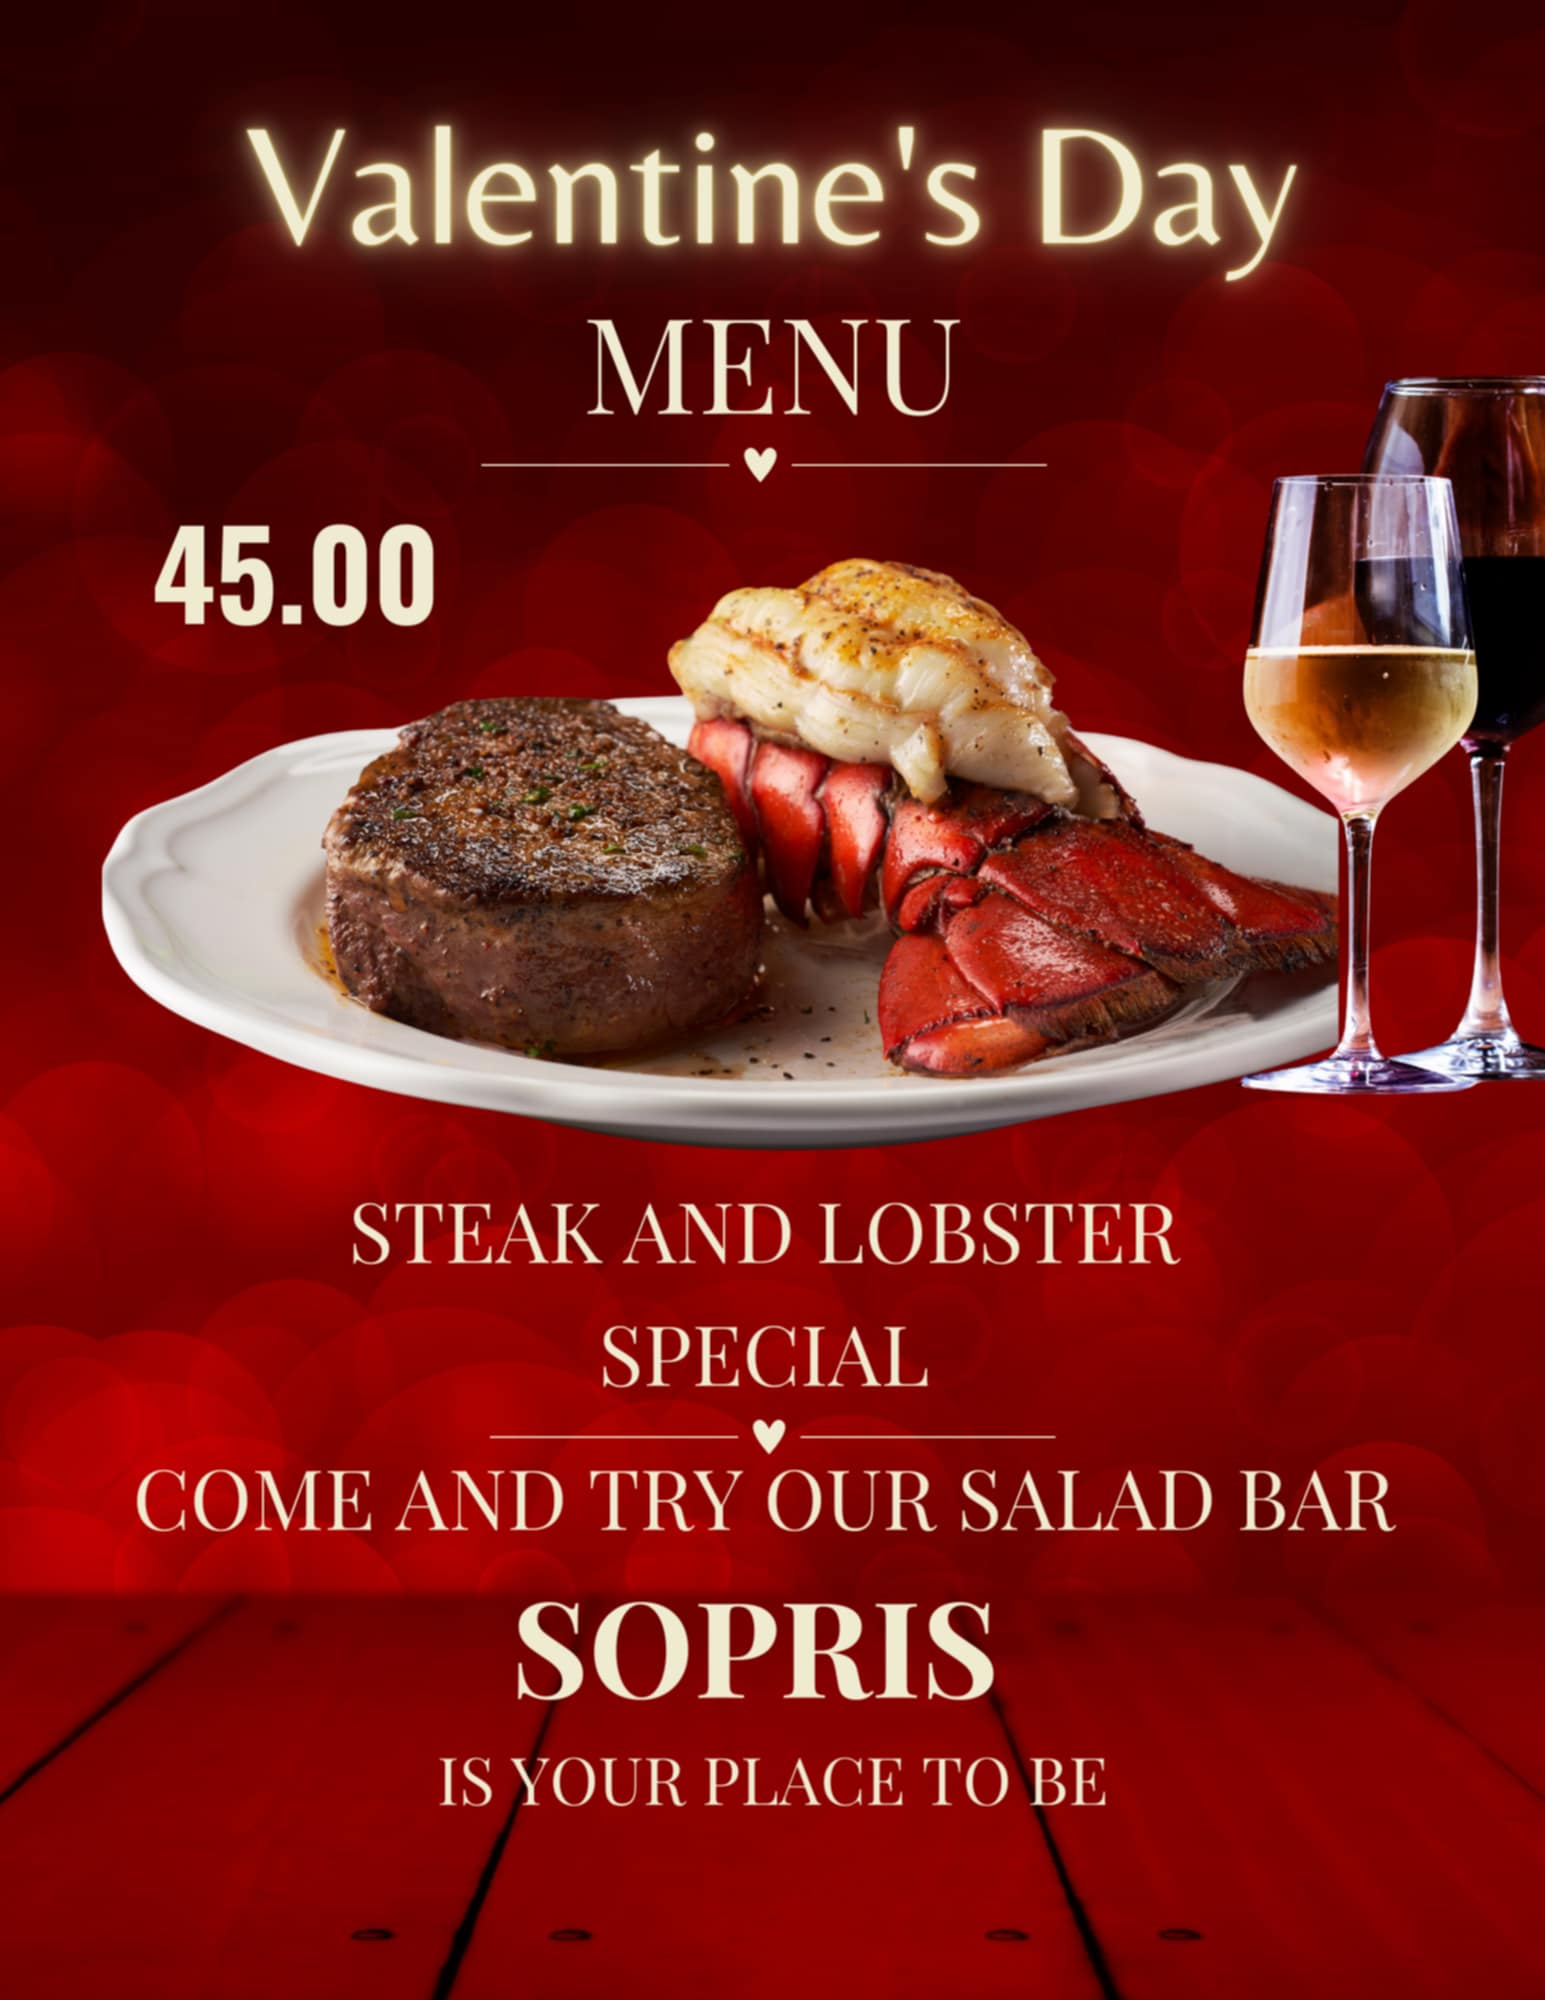 Valentine's Day
MENU
45.00
STEAK AND LOBSTER
SPECIAL
COME AND TRY OUR SALAD BAR
SOPRIS
IS YOUR PLACE TO BE